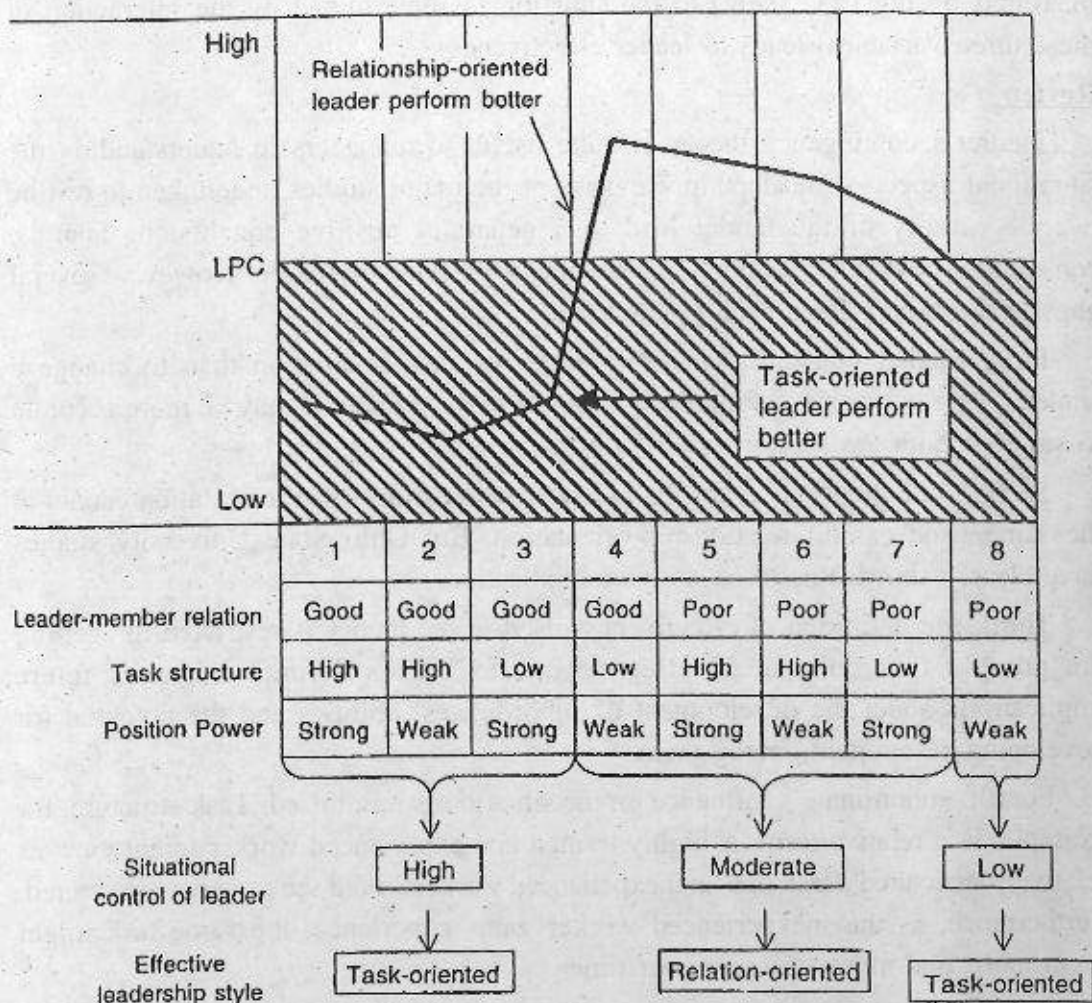 High
Relationship-oriented
leader perform botter
LPC
Task-oriented
leader perform
better
Low
1 2 3 4 5 6 7 8
Leader-member relation Good Good Good Good Poor Poor Poor Poor
Task structure High High Low Low High High Low Low
Position Power Strong Weak Strong Weak Strong Weak Strong Weak
Situational
control of leader
High Moderate Low
Effective
leadership style
Task-oriented Relation-oriented Task-oriented